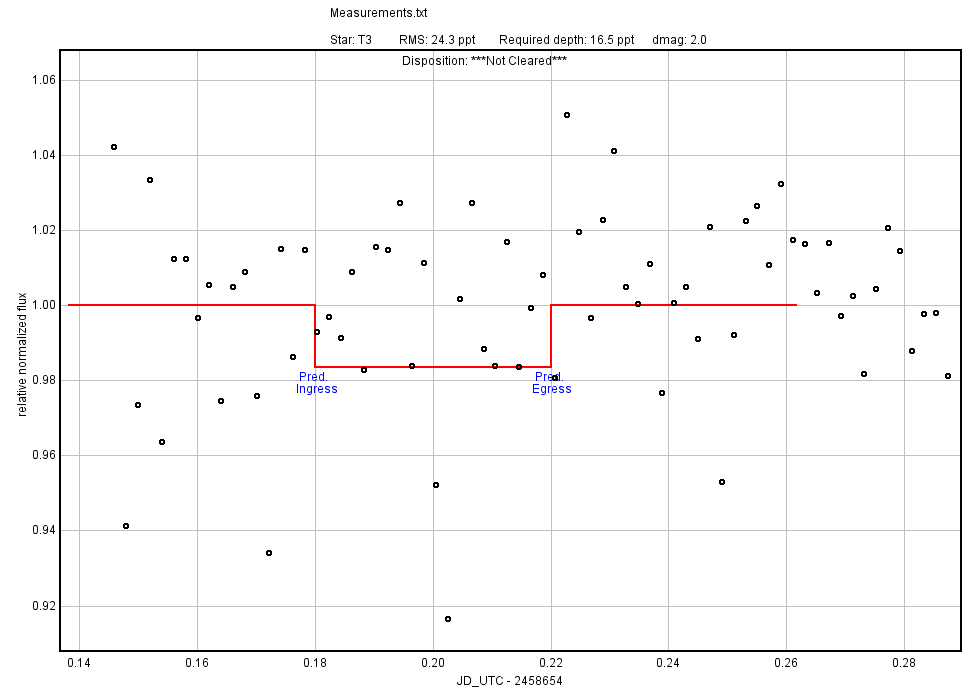 Measurements.txt
Star: T3 RMS: 24.3 ppt Required depth: 16.5 ppt dmag: 2.0
Disposition: ***Not Cleared***
1.06
1.04
1.02
1.00
0.98
0.96
0.94
0.92
relative normalized flux
Pred.
Ingress
Pred.
Egress
0.14 0.16 0.18 0.20 0.22 0.24 0.26 0.28
JD_UTC - 2458654